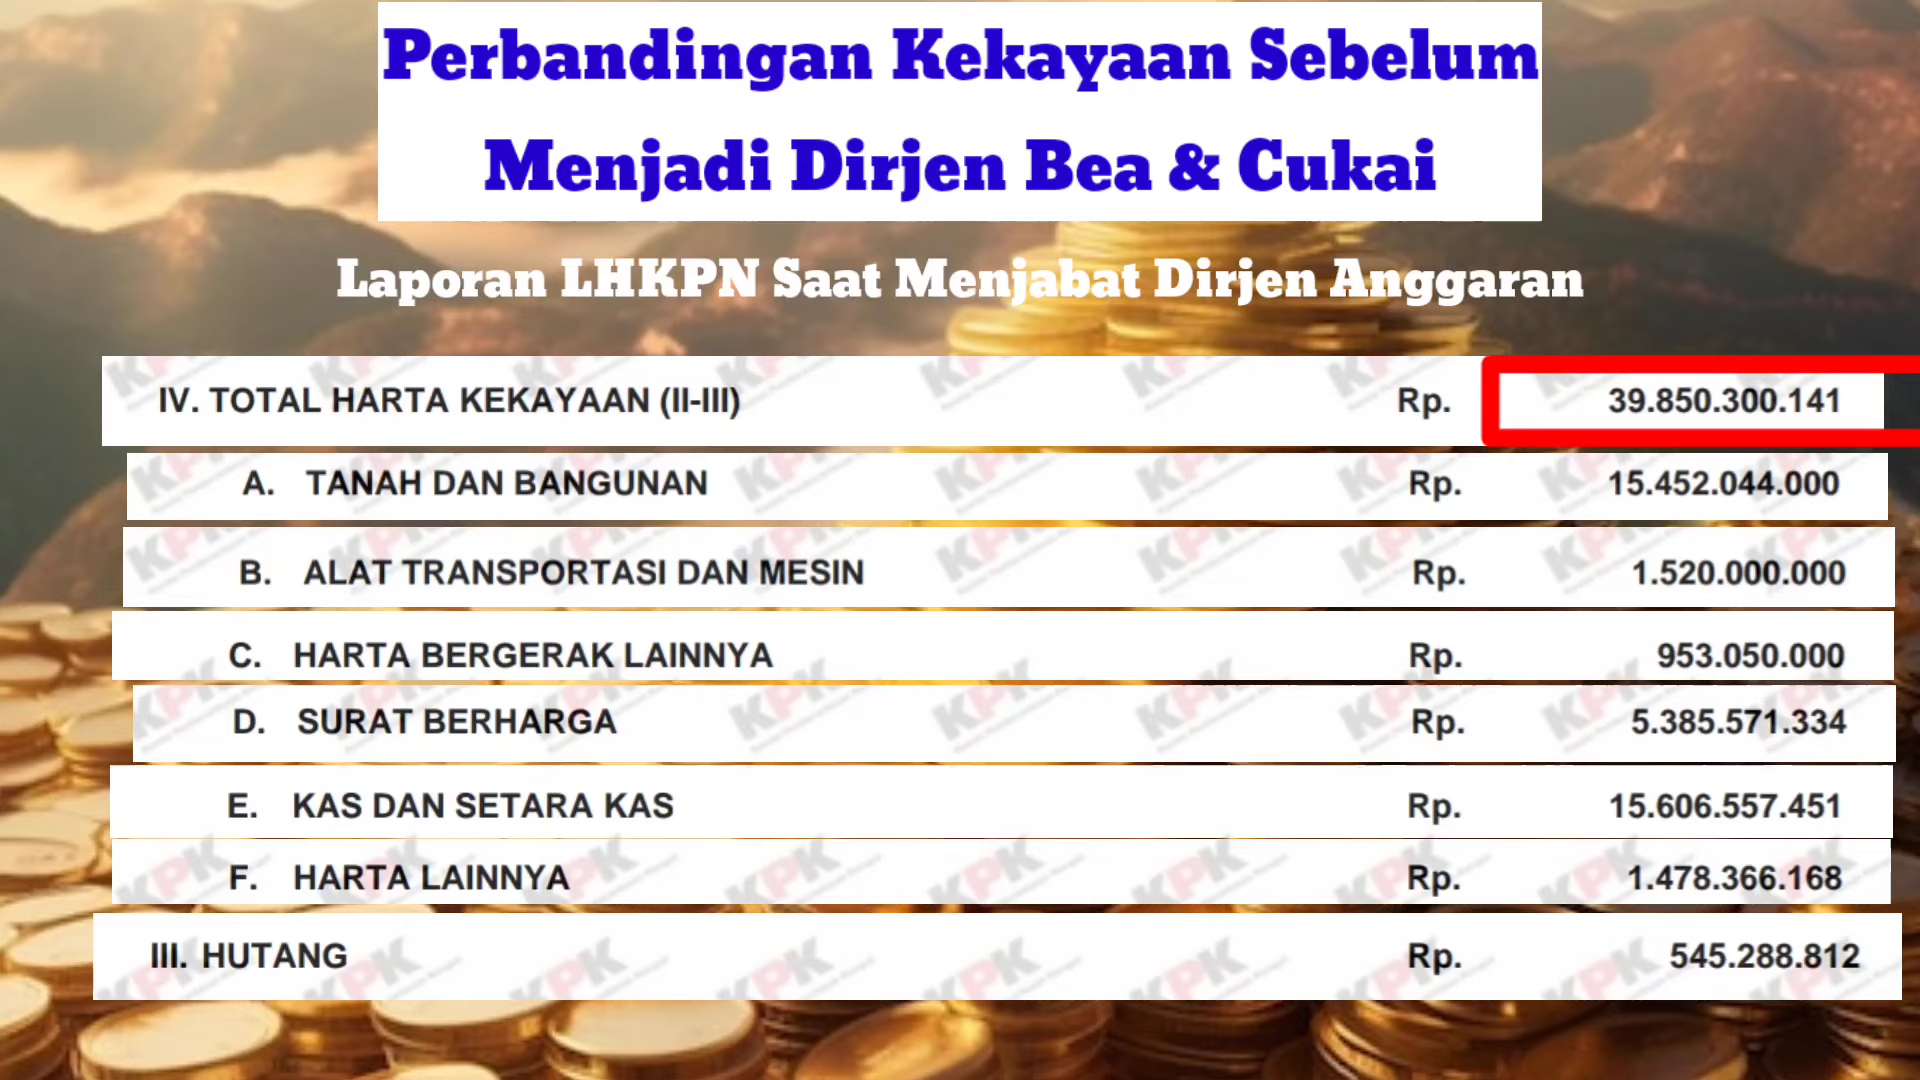 Perbandingan Kekayaan Sebelum
Menjadi Dirjen Bea & Cukai
Laporan LHKPN Saat Menjabat Dirjen Anggaran
IV. TOTAL HARTA KEKAYAAN (II-III) Rp. 39.850.300.141
A. TANAH DAN BANGUNAN Rp. 15.452.044.000
B. ALAT TRANSPORTASI DAN MESIN Rp. 1.520.000.000
C. HARTA BERGERAK LAINNYA Rp. 953.050.000
D. SURAT BERHARGA Rp. 5.385.571.334
E. KAS DAN SETARA KAS Rp. 15.606.557.451
F. HARTA LAINNYA Rp. 1.478.366.168
III. HUTANG Rp. 545.288.812